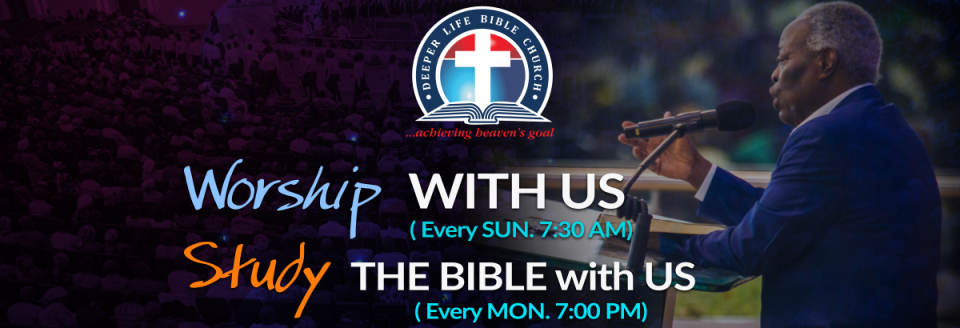 DEEPER LIFE BIBLE CHURCH
...achieving heaven's goal
Worship WITH US
( Every SUN. 7:30 AM)
Study THE BIBLE with US
( Every MON. 7:00 PM)